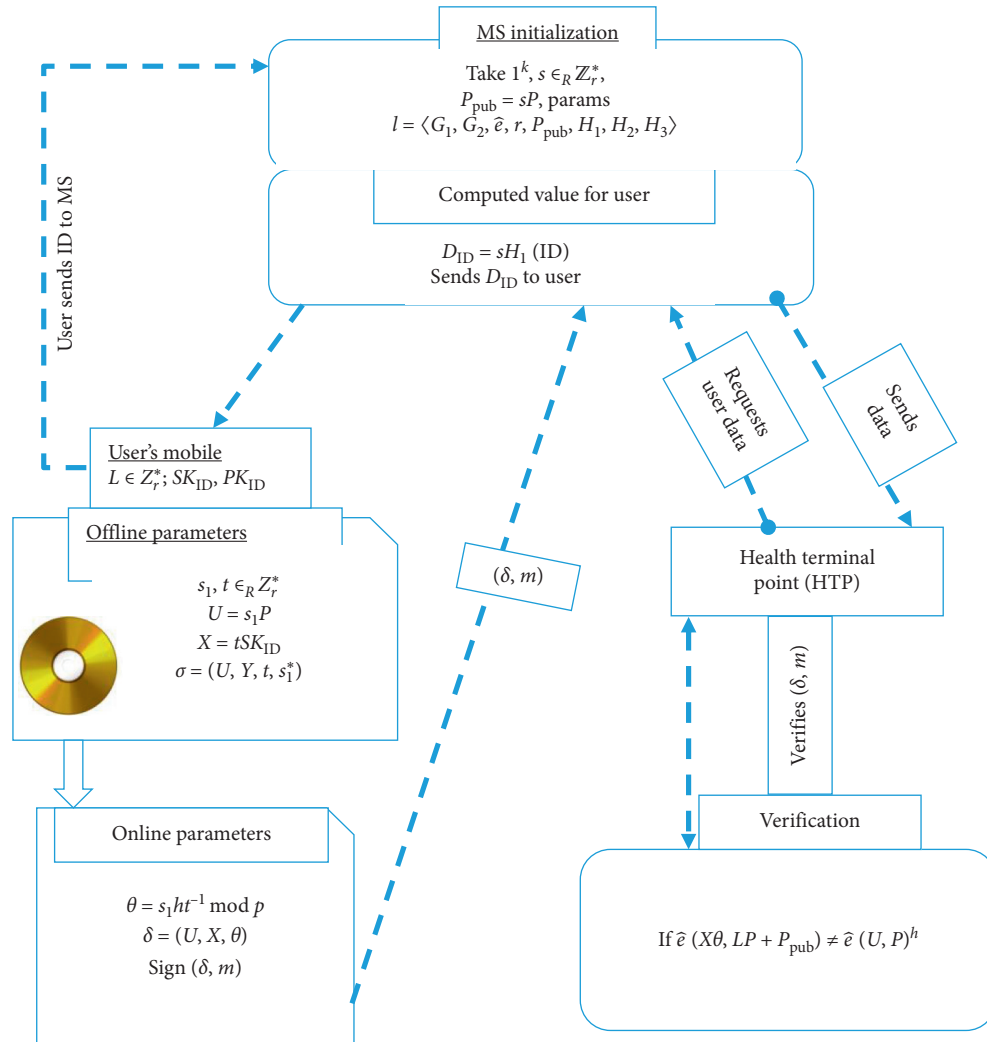 MS initialization
Take 1^k, s ∈_R ℤ_r^*,
P_pub = sP, params
l = ⟨G_1, G_2, ê, r, P_pub, H_1, H_2, H_3⟩
User sends ID to MS
Computed value for user
D_ID = sH_1 (ID)
Sends D_ID to user
Requests
user data
Sends
data
User's mobile
L ∈ Z_r^*; SK_ID, PK_ID
Offline parameters
s_1, t ∈_R Z_r^*
U = s_1P
X = tSK_ID
σ = (U, Y, t, s_1^*)
(δ, m)
Health terminal
point (HTP)
Verifies (δ, m)
Online parameters
θ = s_1ht^–1 mod p
δ = (U, X, θ)
Sign (δ, m)
Verification
If ê (Xθ, LP + P_pub) ≠ ê (U, P)^h